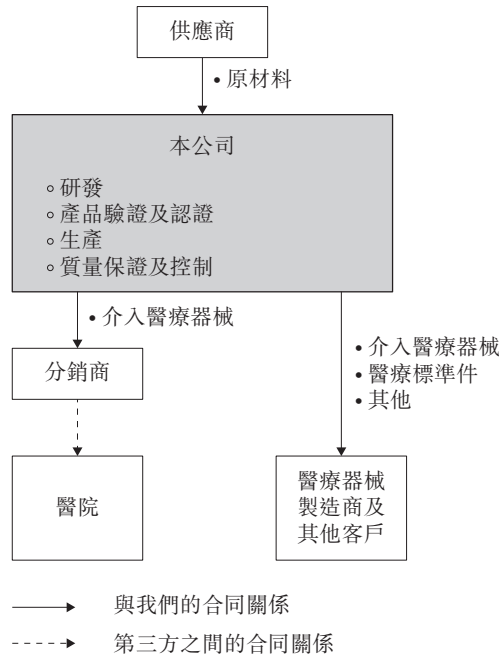 供應商
• 原材料
本公司
◦ 研發
◦ 產品驗證及認證
◦ 生產
◦ 質量保證及控制
• 介入醫療器械
分銷商
醫院
• 介入醫療器械
• 醫療標準件
• 其他
醫療器械
製造商及
其他客戶
與我們的合同關係
第三方之間的合同關係